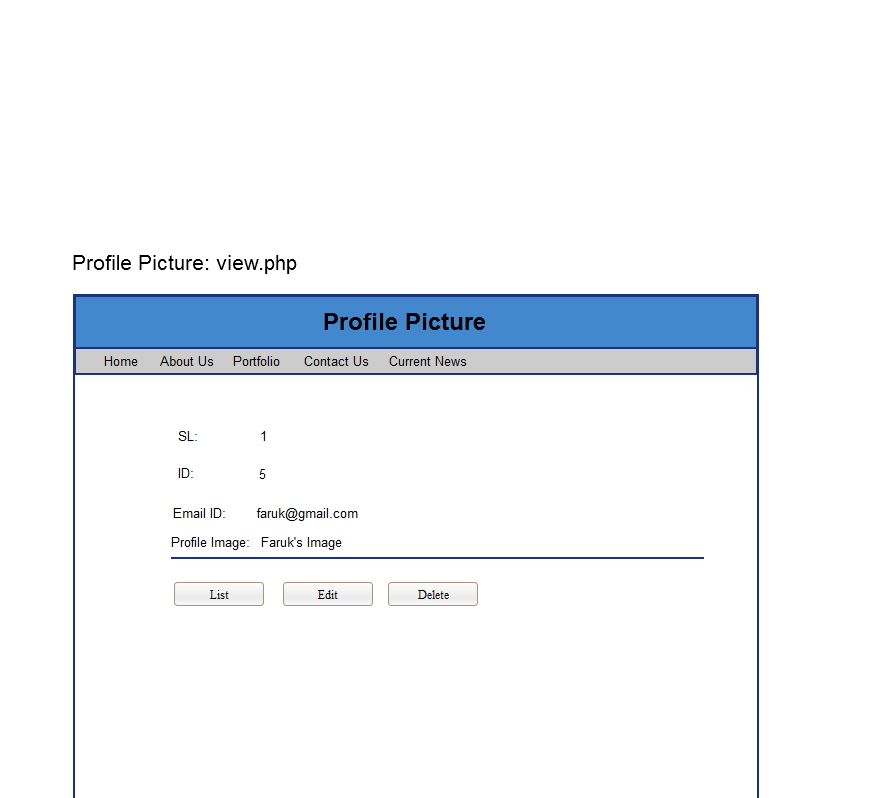 Profile Picture: view.php
Profile Picture
Home About Us Portfolio Contact Us Current News
SL: 1
ID: 5
Email ID: faruk@gmail.com
Profile Image: Faruk's Image
List Edit Delete